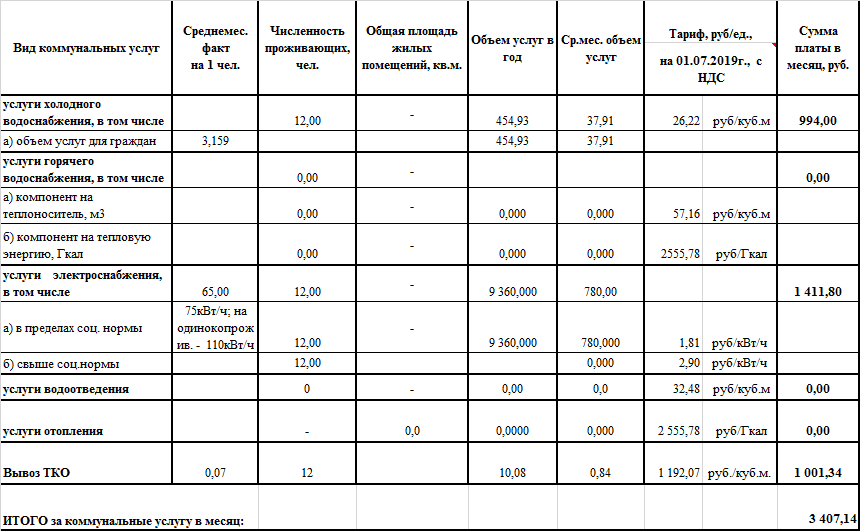 Вид коммунальных услуг
Среднемес.
факт
на 1 чел.
Численность
проживающих,
чел.
Общая площадь
жилых
помещений, кв.м.
Объем услуг в
год
Ср.мес. объем
услуг
Тариф, руб/ед.,
на 01.07.2019г., с
НДС
Сумма
платы в
месяц, руб.
услуги холодного
водоснабжения, в том числе 12,00 - 454,93 37,91 26,22 руб/куб.м 994,00
а) объем услуг для граждан 3,159 454,93 37,91
услуги горячего
водоснабжения, в том числе 0,00 - 0,00
а) компонент на
теплоноситель, м3 0,00 - 0,000 0,000 57,16 руб/куб.м
б) компонент на тепловую
энергию, Гкал 0,00 - 0,000 0,000 2555,78 руб/Гкал
услуги электроснабжения,
в том числе 65,00 12,00 - 9 360,000 780,00 1 411,80
а) в пределах соц. нормы
75кВт/ч; на
одинокопрож
ив. - 110кВт/ч 12,00 - 9 360,000 780,000 1,81 руб/кВт/ч
б) свыше соц.нормы 12,00 0,000 2,90 руб/кВт/ч
услуги водоотведения 0 - 0,00 0,0 32,48 руб/куб.м 0,00
услуги отопления - 0,0 0,0000 0,000 2 555,78 руб/Гкал 0,00
Вывоз ТКО 0,07 12 10,08 0,84 1 192,07 руб./куб.м. 1 001,34
ИТОГО за коммунальные услугу в месяц: 3 407,14